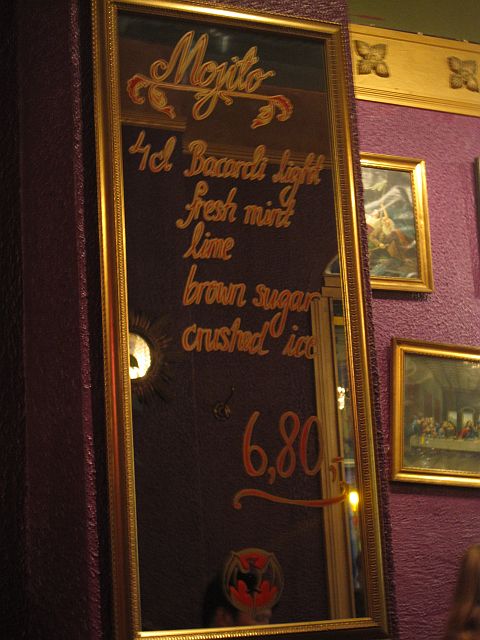 Mojito
4cl Bacardi light
fresh mint
lime
brown sugar
crushed ice
6,80